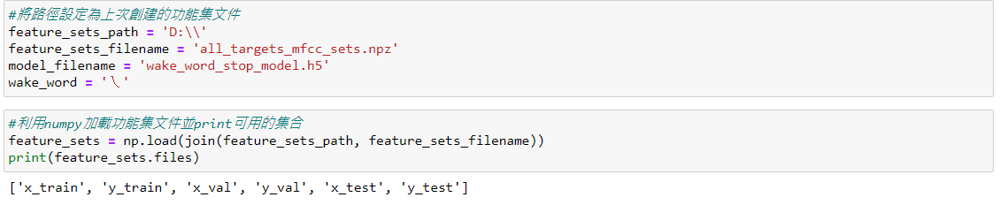 #將路徑設定為上次創建的功能集文件
feature_sets_path = 'D:\\'
feature_sets_filename = 'all_targets_mfcc_sets.npz'
model_filename = 'wake_word_stop_model.h5'
wake_word = '㇏'
#利用numpy加載功能集文件並print可用的集合
feature_sets = np.load(join(feature_sets_path, feature_sets_filename))
print(feature_sets.files)
['x_train', 'y_train', 'x_val', 'y_val', 'x_test', 'y_test']